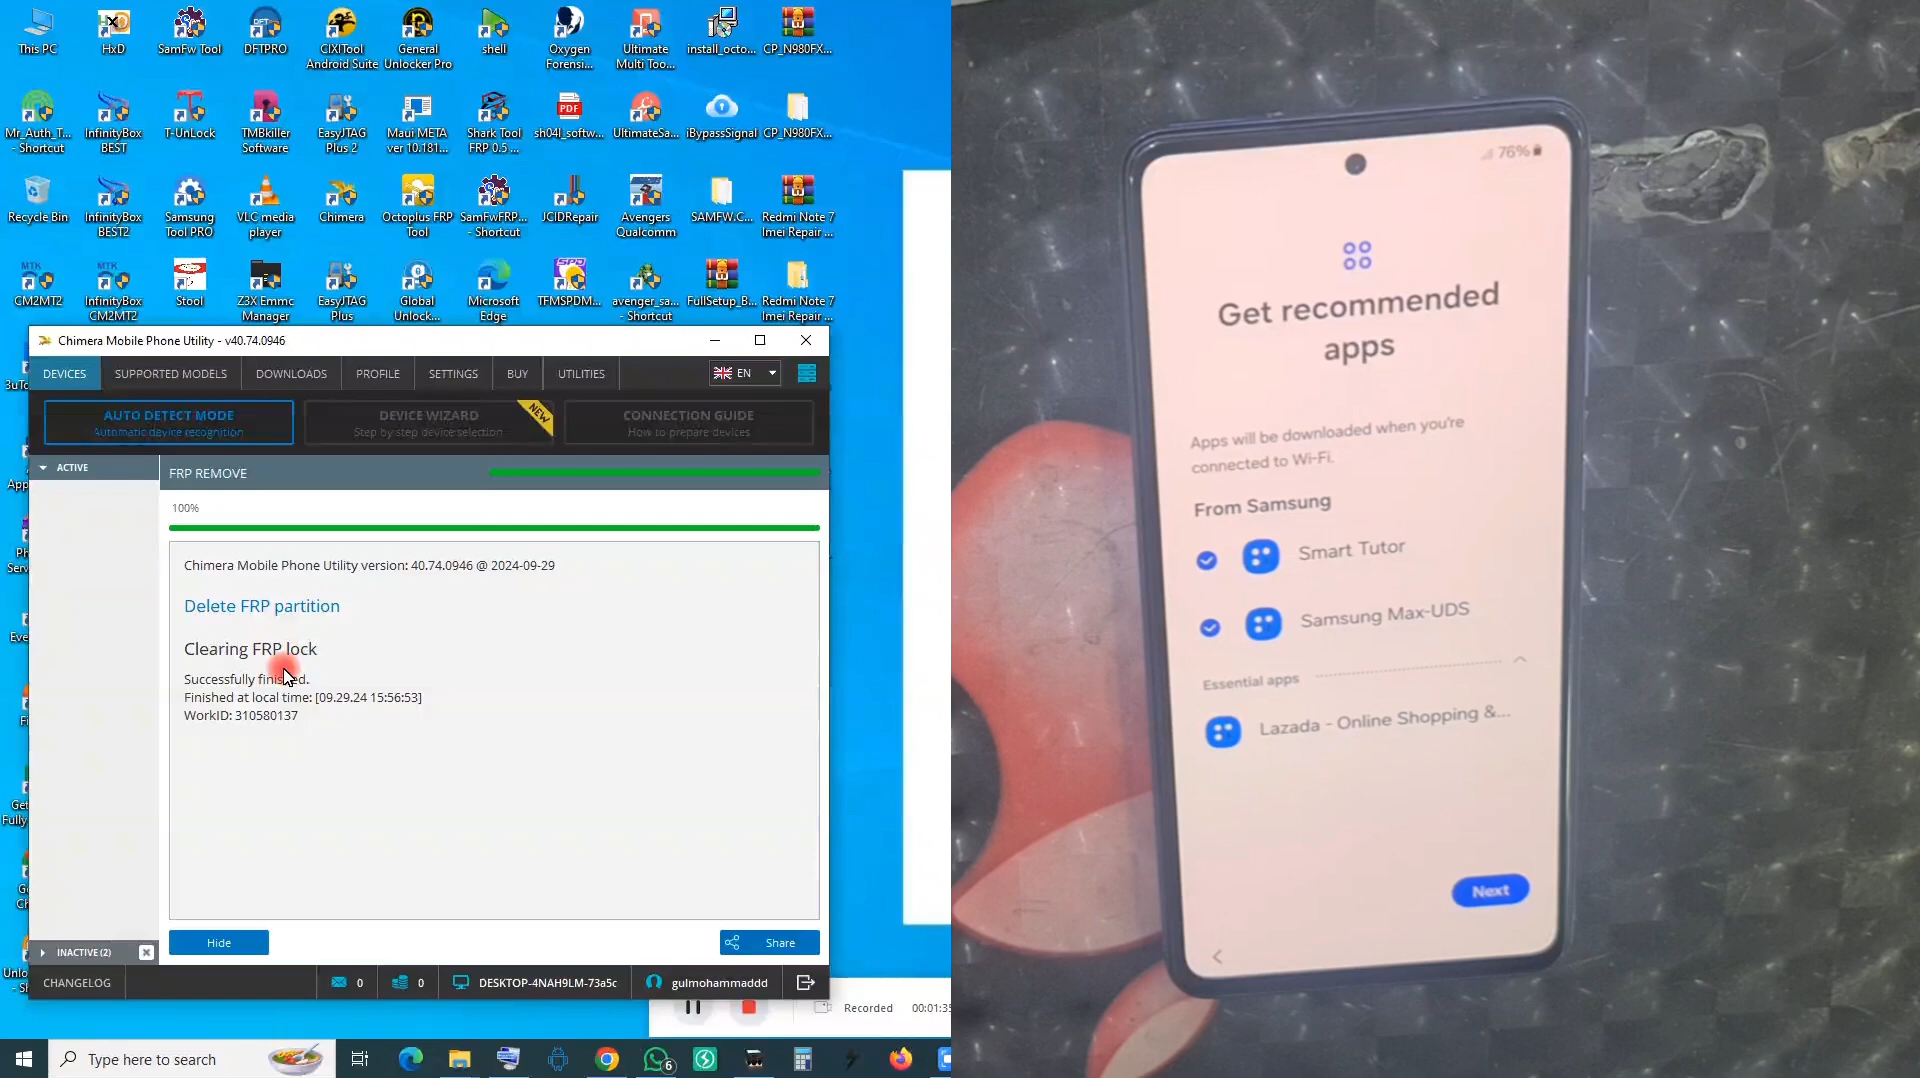 This PC
HxD
SamFw Tool
DFTPRO
CIXITool
Android Suite
General
Unlocker Pro
shell
Oxygen
Forensi...
Ultimate
Multi Too...
install_octo...
CP_N980FX...
Mr_Auth_T...
- Shortcut
InfinityBox
BEST
T-UnLock
TMBkiller
Software
EasyJTAG
Plus 2
Maui META
ver 10.181...
Shark Tool
FRP 0.5 ...
PDF
sh04l_softw...
UltimateSa...
iBypassSignal
CP_N980FX...
Recycle Bin
InfinityBox
BEST2
Samsung
Tool PRO
VLC media
player
Chimera
Octoplus FRP
Tool
SamFwFRP...
- Shortcut
JCIDRepair
Avengers
Qualcomm
SAMFW.C...
Redmi Note 7
Imei Repair ...
MTK
CM2MT2
MTK
InfinityBox
CM2MT2
Stool
Z3X Emmc
Manager
EasyJTAG
Plus
Global
Unlock...
Microsoft
Edge
SPD
TFMSPDM...
avenger_sa...
- Shortcut
FullSetup_B...
Redmi Note 7
Imei Repair ...
Chimera Mobile Phone Utility - v40.74.0946
DEVICES
SUPPORTED MODELS
DOWNLOADS
PROFILE
SETTINGS
BUY
UTILITIES
EN
AUTO DETECT MODE
Automatic device recognition
DEVICE WIZARD
Step by step device selection
NEW
CONNECTION GUIDE
How to prepare devices
ACTIVE
FRP REMOVE
100%
Chimera Mobile Phone Utility version: 40.74.0946 @ 2024-09-29
Delete FRP partition
Clearing FRP lock
Successfully finished.
Finished at local time: [09.29.24 15:56:53]
WorkID: 310580137
Hide
Share
INACTIVE (2)
CHANGELOG
0
0
DESKTOP-4NAH9LM-73a5c
gulmohammaddd
Recorded
00:01:35
Type here to search
6
76%
Get recommended
apps
Apps will be downloaded when you're
connected to Wi-Fi.
From Samsung
Smart Tutor
Samsung Max-UDS
Essential apps
Lazada - Online Shopping &...
Next